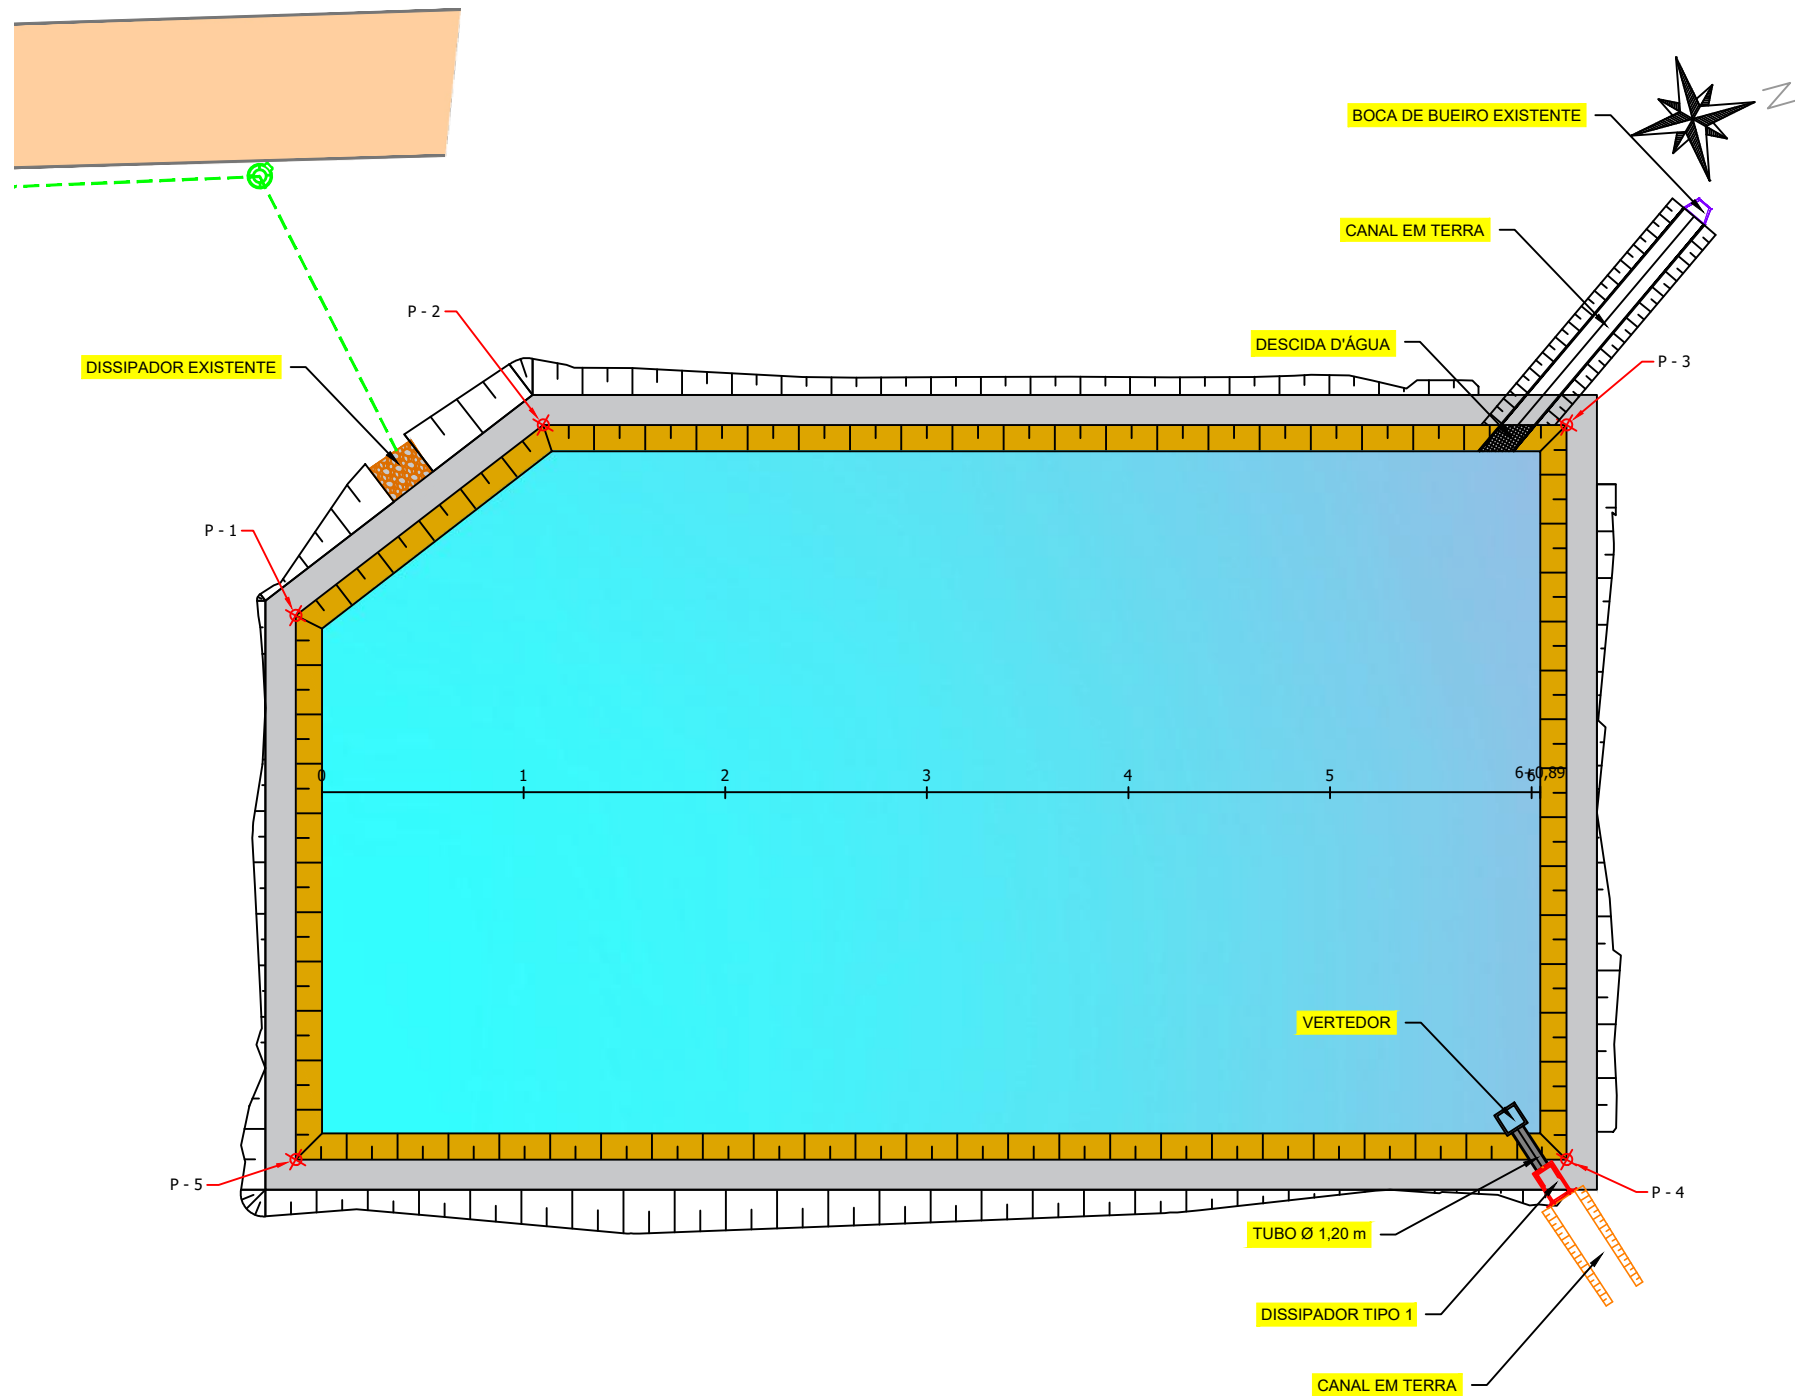 N
BOCA DE BUEIRO EXISTENTE
CANAL EM TERRA
P - 2
DESCIDA D'ÁGUA
P - 3
DISSIPADOR EXISTENTE
P - 1
0 1 2 3 4 5 6 6+0,89
VERTEDOR
P - 5
P - 4
TUBO Ø 1,20 m
DISSIPADOR TIPO 1
CANAL EM TERRA